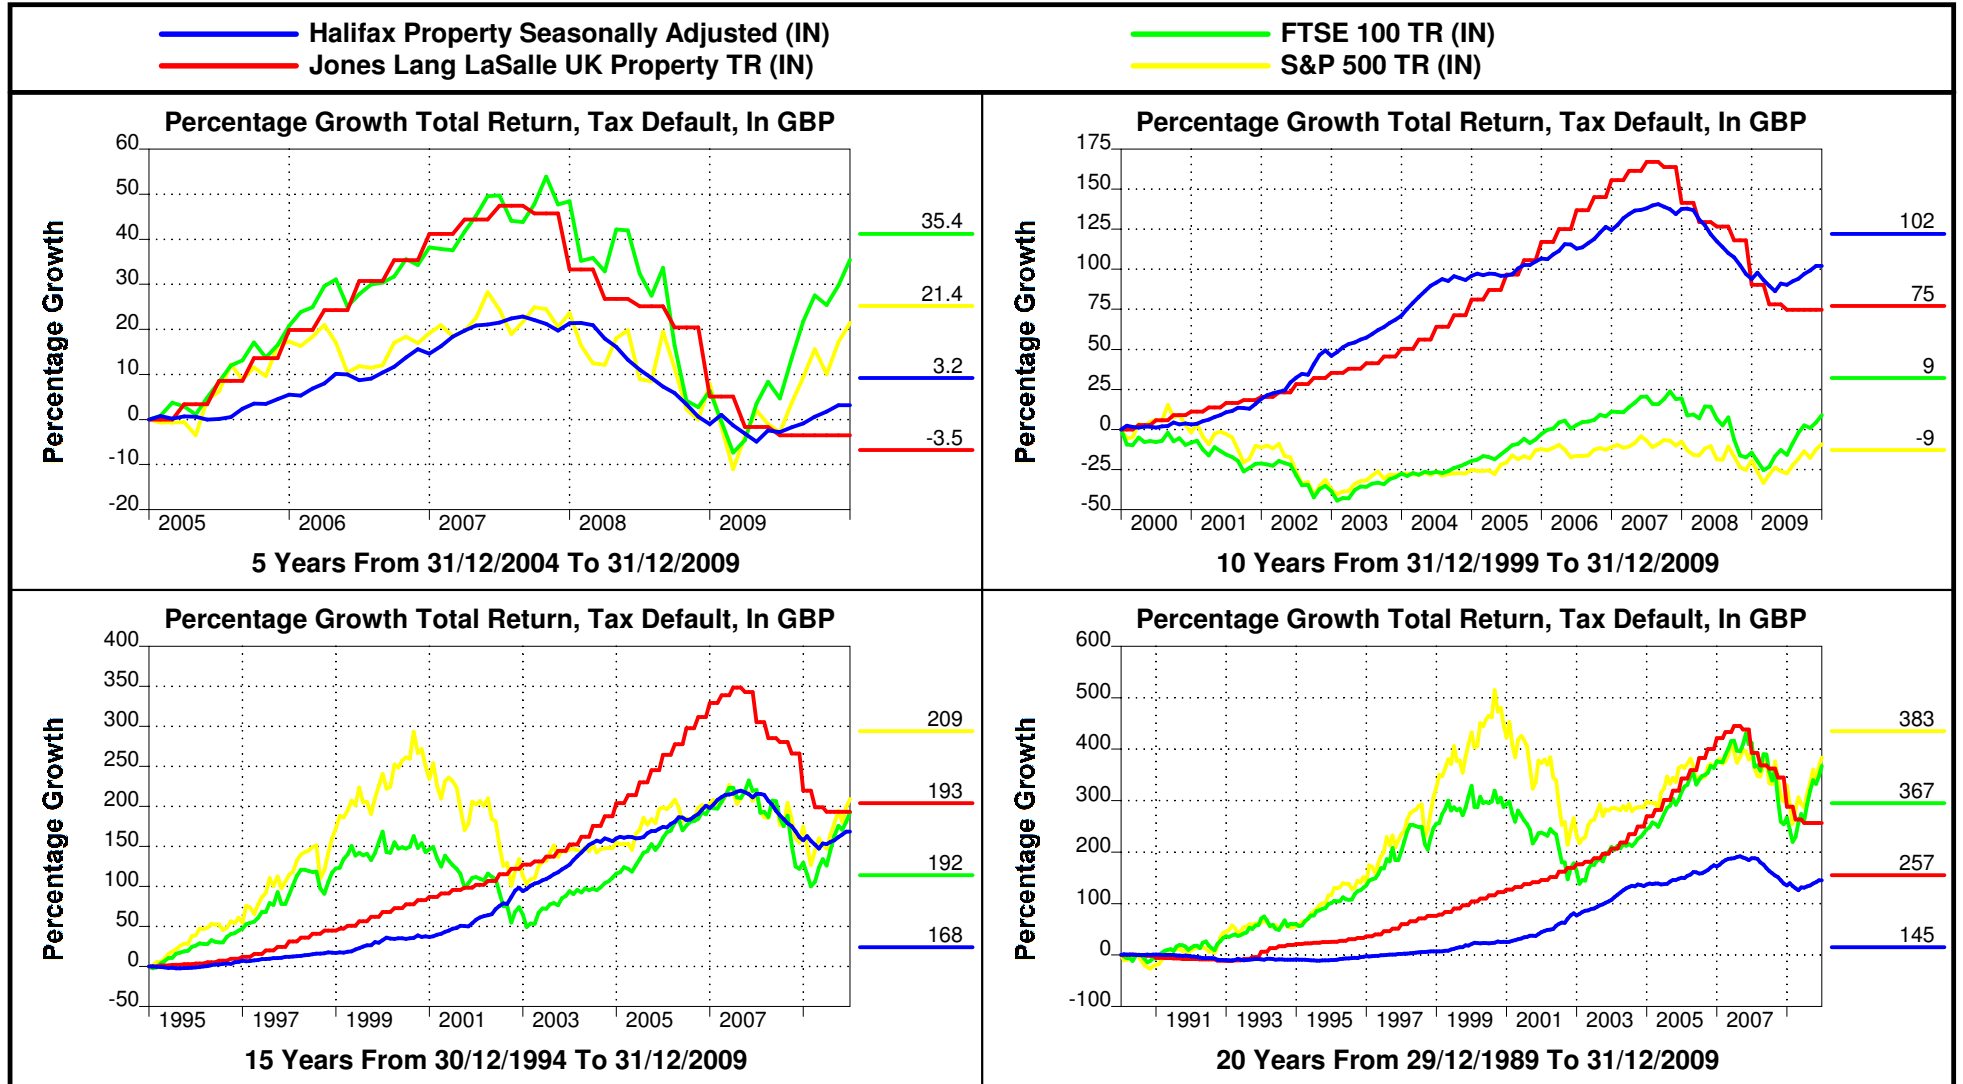 Halifax Property Seasonally Adjusted (IN)
FTSE 100 TR (IN)
Jones Lang LaSalle UK Property TR (IN)
S&P 500 TR (IN)
Percentage Growth Total Return, Tax Default, In GBP
Percentage Growth
60
50
40
30
20
10
0
-10
-20
35.4
21.4
3.2
-3.5
2005 2006 2007 2008 2009
5 Years From 31/12/2004 To 31/12/2009
Percentage Growth Total Return, Tax Default, In GBP
Percentage Growth
175
150
125
100
75
50
25
0
-25
-50
102
75
9
-9
2000 2001 2002 2003 2004 2005 2006 2007 2008 2009
10 Years From 31/12/1999 To 31/12/2009
Percentage Growth Total Return, Tax Default, In GBP
Percentage Growth
400
350
300
250
200
150
100
50
0
-50
209
193
192
168
1995 1997 1999 2001 2003 2005 2007
15 Years From 30/12/1994 To 31/12/2009
Percentage Growth Total Return, Tax Default, In GBP
Percentage Growth
600
500
400
300
200
100
0
-100
383
367
257
145
1991 1993 1995 1997 1999 2001 2003 2005 2007
20 Years From 29/12/1989 To 31/12/2009